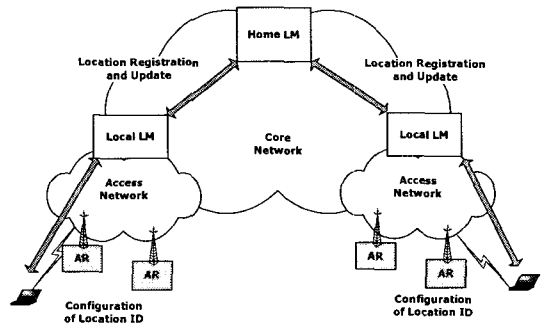 Home LM
Location Registration
and Update
Location Registration
and Update
Local LM
Core
Network
Local LM
Access
Network
Access
Network
AR
AR
AR
AR
Configuration
of Location ID
Configuration
of Location ID